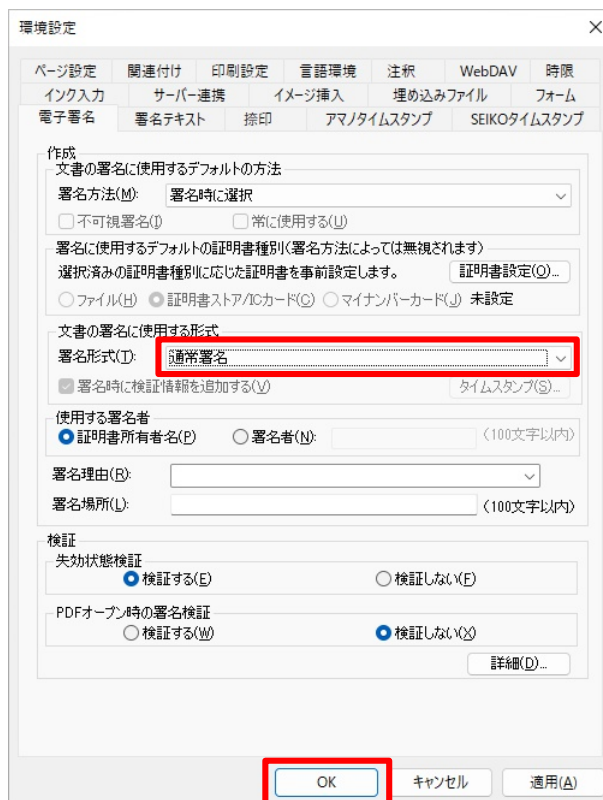 環境設定
ページ設定 関連付け 印刷設定 言語環境 注釈 WebDAV 時限
インク入力 サーバー連携 イメージ挿入 埋め込みファイル フォーム
電子署名 署名テキスト 捺印 アマノタイムスタンプ SEIKOタイムスタンプ
作成
文書の署名に使用するデフォルトの方法
署名方法(M): 署名時に選択
不可視署名(I) 常に使用する(U)
署名に使用するデフォルトの証明書種別(署名方法によっては無視されます)
選択済みの証明書種別に応じた証明書を事前設定します。 証明書設定(O)...
ファイル(H) 証明書ストア/ICカード(C) マイナンバーカード(J) 未設定
文書の署名に使用する形式
署名形式(T): 通常署名
署名時に検証情報を追加する(V) タイムスタンプ(S)...
使用する署名者
証明書所有者名(P) 署名者(N): (100文字以内)
署名理由(R):
署名場所(L): (100文字以内)
検証
失効状態検証
検証する(E) 検証しない(F)
PDFオープン時の署名検証
検証する(W) 検証しない(X)
詳細(D)...
OK キャンセル 適用(A)